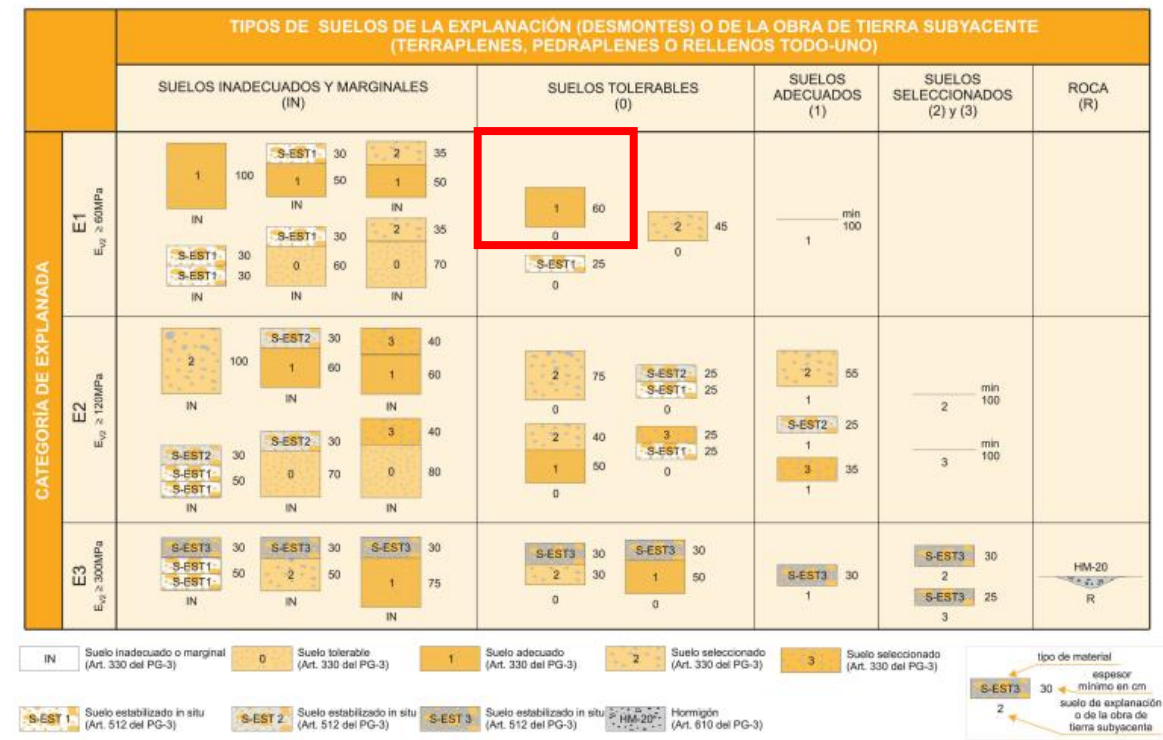 TIPOS DE SUELOS DE LA EXPLANACIÓN (DESMONTES) O DE LA OBRA DE TIERRA SUBYACENTE
(TERRAPLENES, PEDRAPLENES O RELLENOS TODO-UNO)
SUELOS INADECUADOS Y MARGINALES
(IN)
SUELOS TOLERABLES
(0)
SUELOS
ADECUADOS
(1)
SUELOS
SELECCIONADOS
(2) y (3)
ROCA
(R)
CATEGORÍA DE EXPLANADA
E1
Ev2 ≥ 60MPa
1 100
IN
S-EST1 30
1 50
IN
2 35
1 50
IN
S-EST1 30
S-EST1 30
IN
S-EST1 30
0 60
IN
2 35
0 70
IN
1 60
0
2 45
0
S-EST1 25
0
min
100
1
E2
Ev2 ≥ 120MPa
2 100
IN
S-EST2 30
1 60
IN
3 40
1 60
IN
S-EST2 30
S-EST1 50
S-EST1
IN
S-EST2 30
0 70
IN
3 40
0 80
IN
2 75
0
S-EST2 25
S-EST1 25
0
2 40
1 50
0
3 25
S-EST1 25
0
2 55
1
S-EST2 25
1
3 35
1
min
100
2
min
100
3
E3
Ev2 ≥ 300MPa
S-EST3 30
S-EST1 50
S-EST1
IN
S-EST3 30
2 50
IN
S-EST3 30
1 75
IN
S-EST3 30
2 30
0
S-EST3 30
1 50
0
S-EST3 30
1
S-EST3 30
2
S-EST3 25
3
HM-20
R
IN Suelo inadecuado o marginal
(Art. 330 del PG-3)
0 Suelo tolerable
(Art. 330 del PG-3)
1 Suelo adecuado
(Art. 330 del PG-3)
2 Suelo seleccionado
(Art. 330 del PG-3)
3 Suelo seleccionado
(Art. 330 del PG-3)
S-EST 1 Suelo estabilizado in situ
(Art. 512 del PG-3)
S-EST 2 Suelo estabilizado in situ
(Art. 512 del PG-3)
S-EST 3 Suelo estabilizado in situ
(Art. 512 del PG-3)
HM-20 Hormigón
(Art. 610 del PG-3)
tipo de material
espesor
mínimo en cm
S-EST3 30
2
suelo de explanación
o de la obra de
tierra subyacente